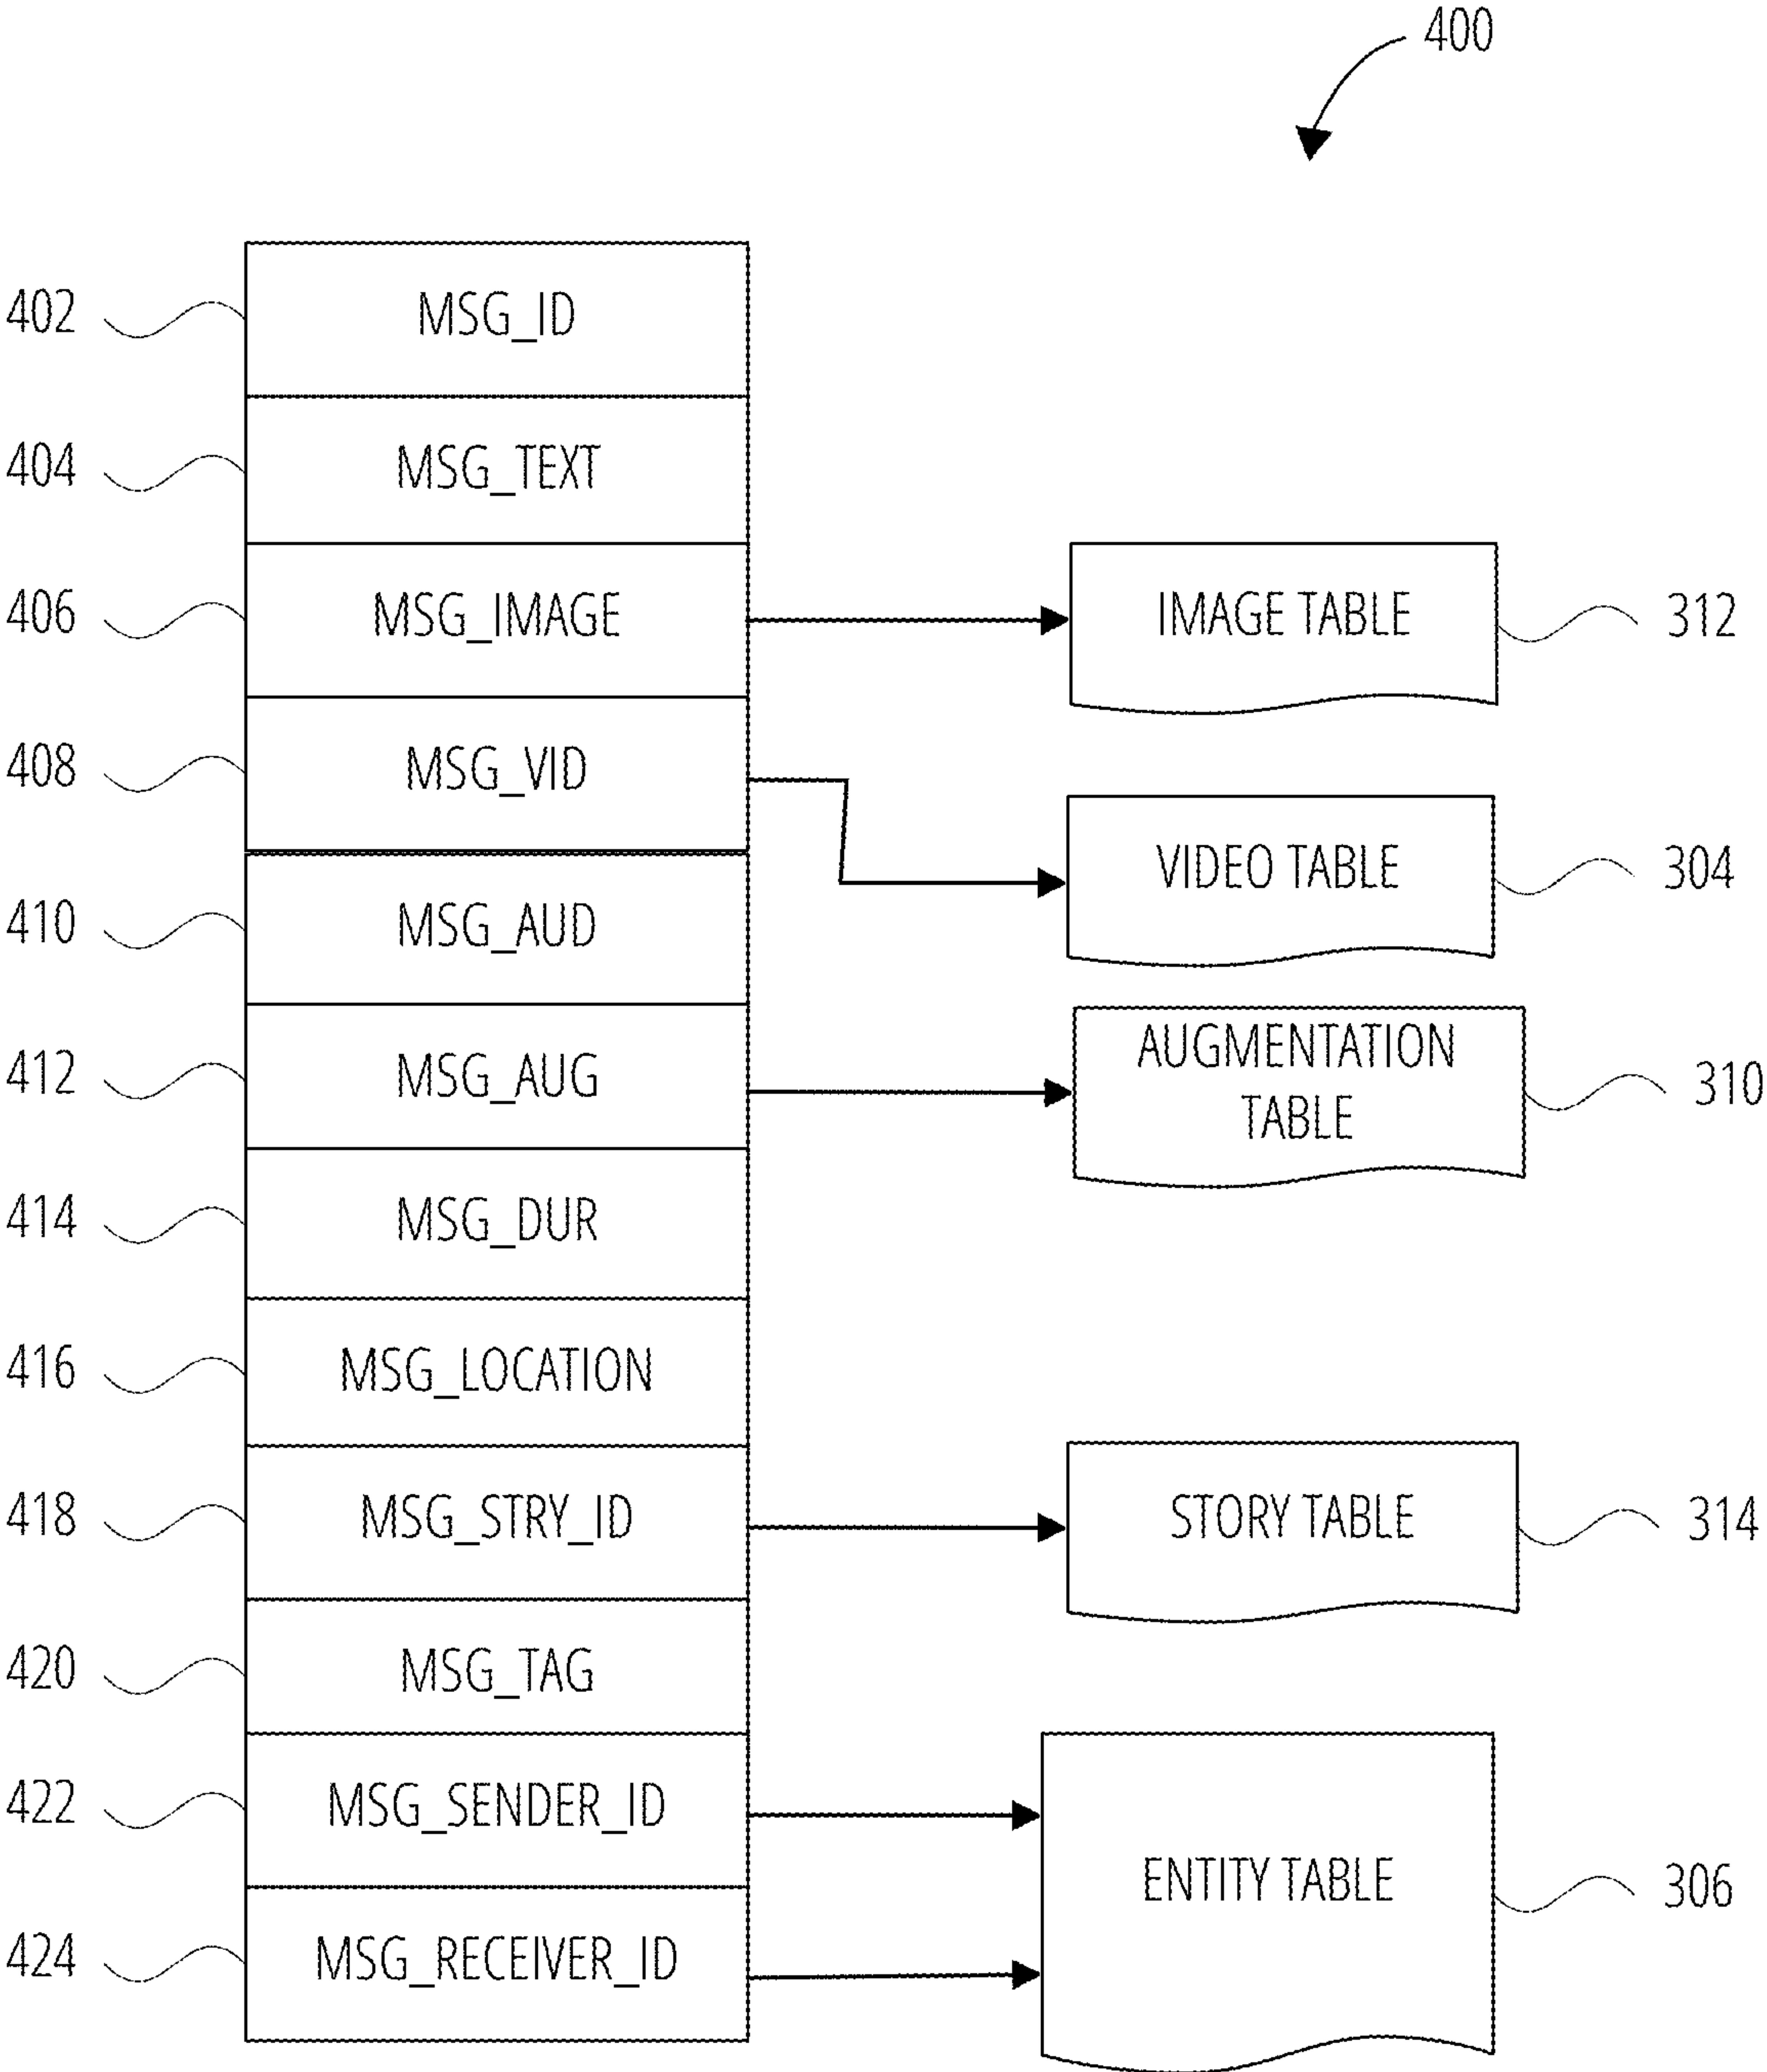 400
402 MSG_ID
404 MSG_TEXT
406 MSG_IMAGE IMAGE TABLE 312
408 MSG_VID
VIDEO TABLE 304
410 MSG_AUD
412 MSG_AUG
AUGMENTATION
TABLE
310
414 MSG_DUR
416 MSG_LOCATION
418 MSG_STRY_ID STORY TABLE 314
420 MSG_TAG
422 MSG_SENDER_ID
ENTITY TABLE 306
424 MSG_RECEIVER_ID